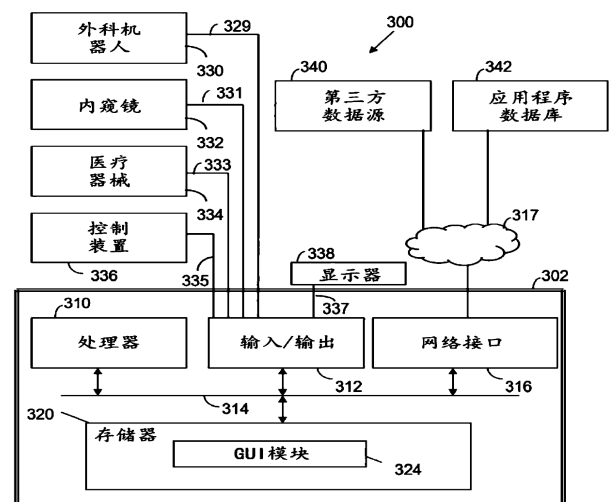 外科机
器人
329
330
300
340
342
第三方
数据源
应用程序
数据库
内窥镜
331
332
医疗
器械
333
334
317
控制
装置
336
335
338
显示器
337
302
310
处理器
输入/输出
312
网络接口
316
314
320
存储器
GUI模块
324